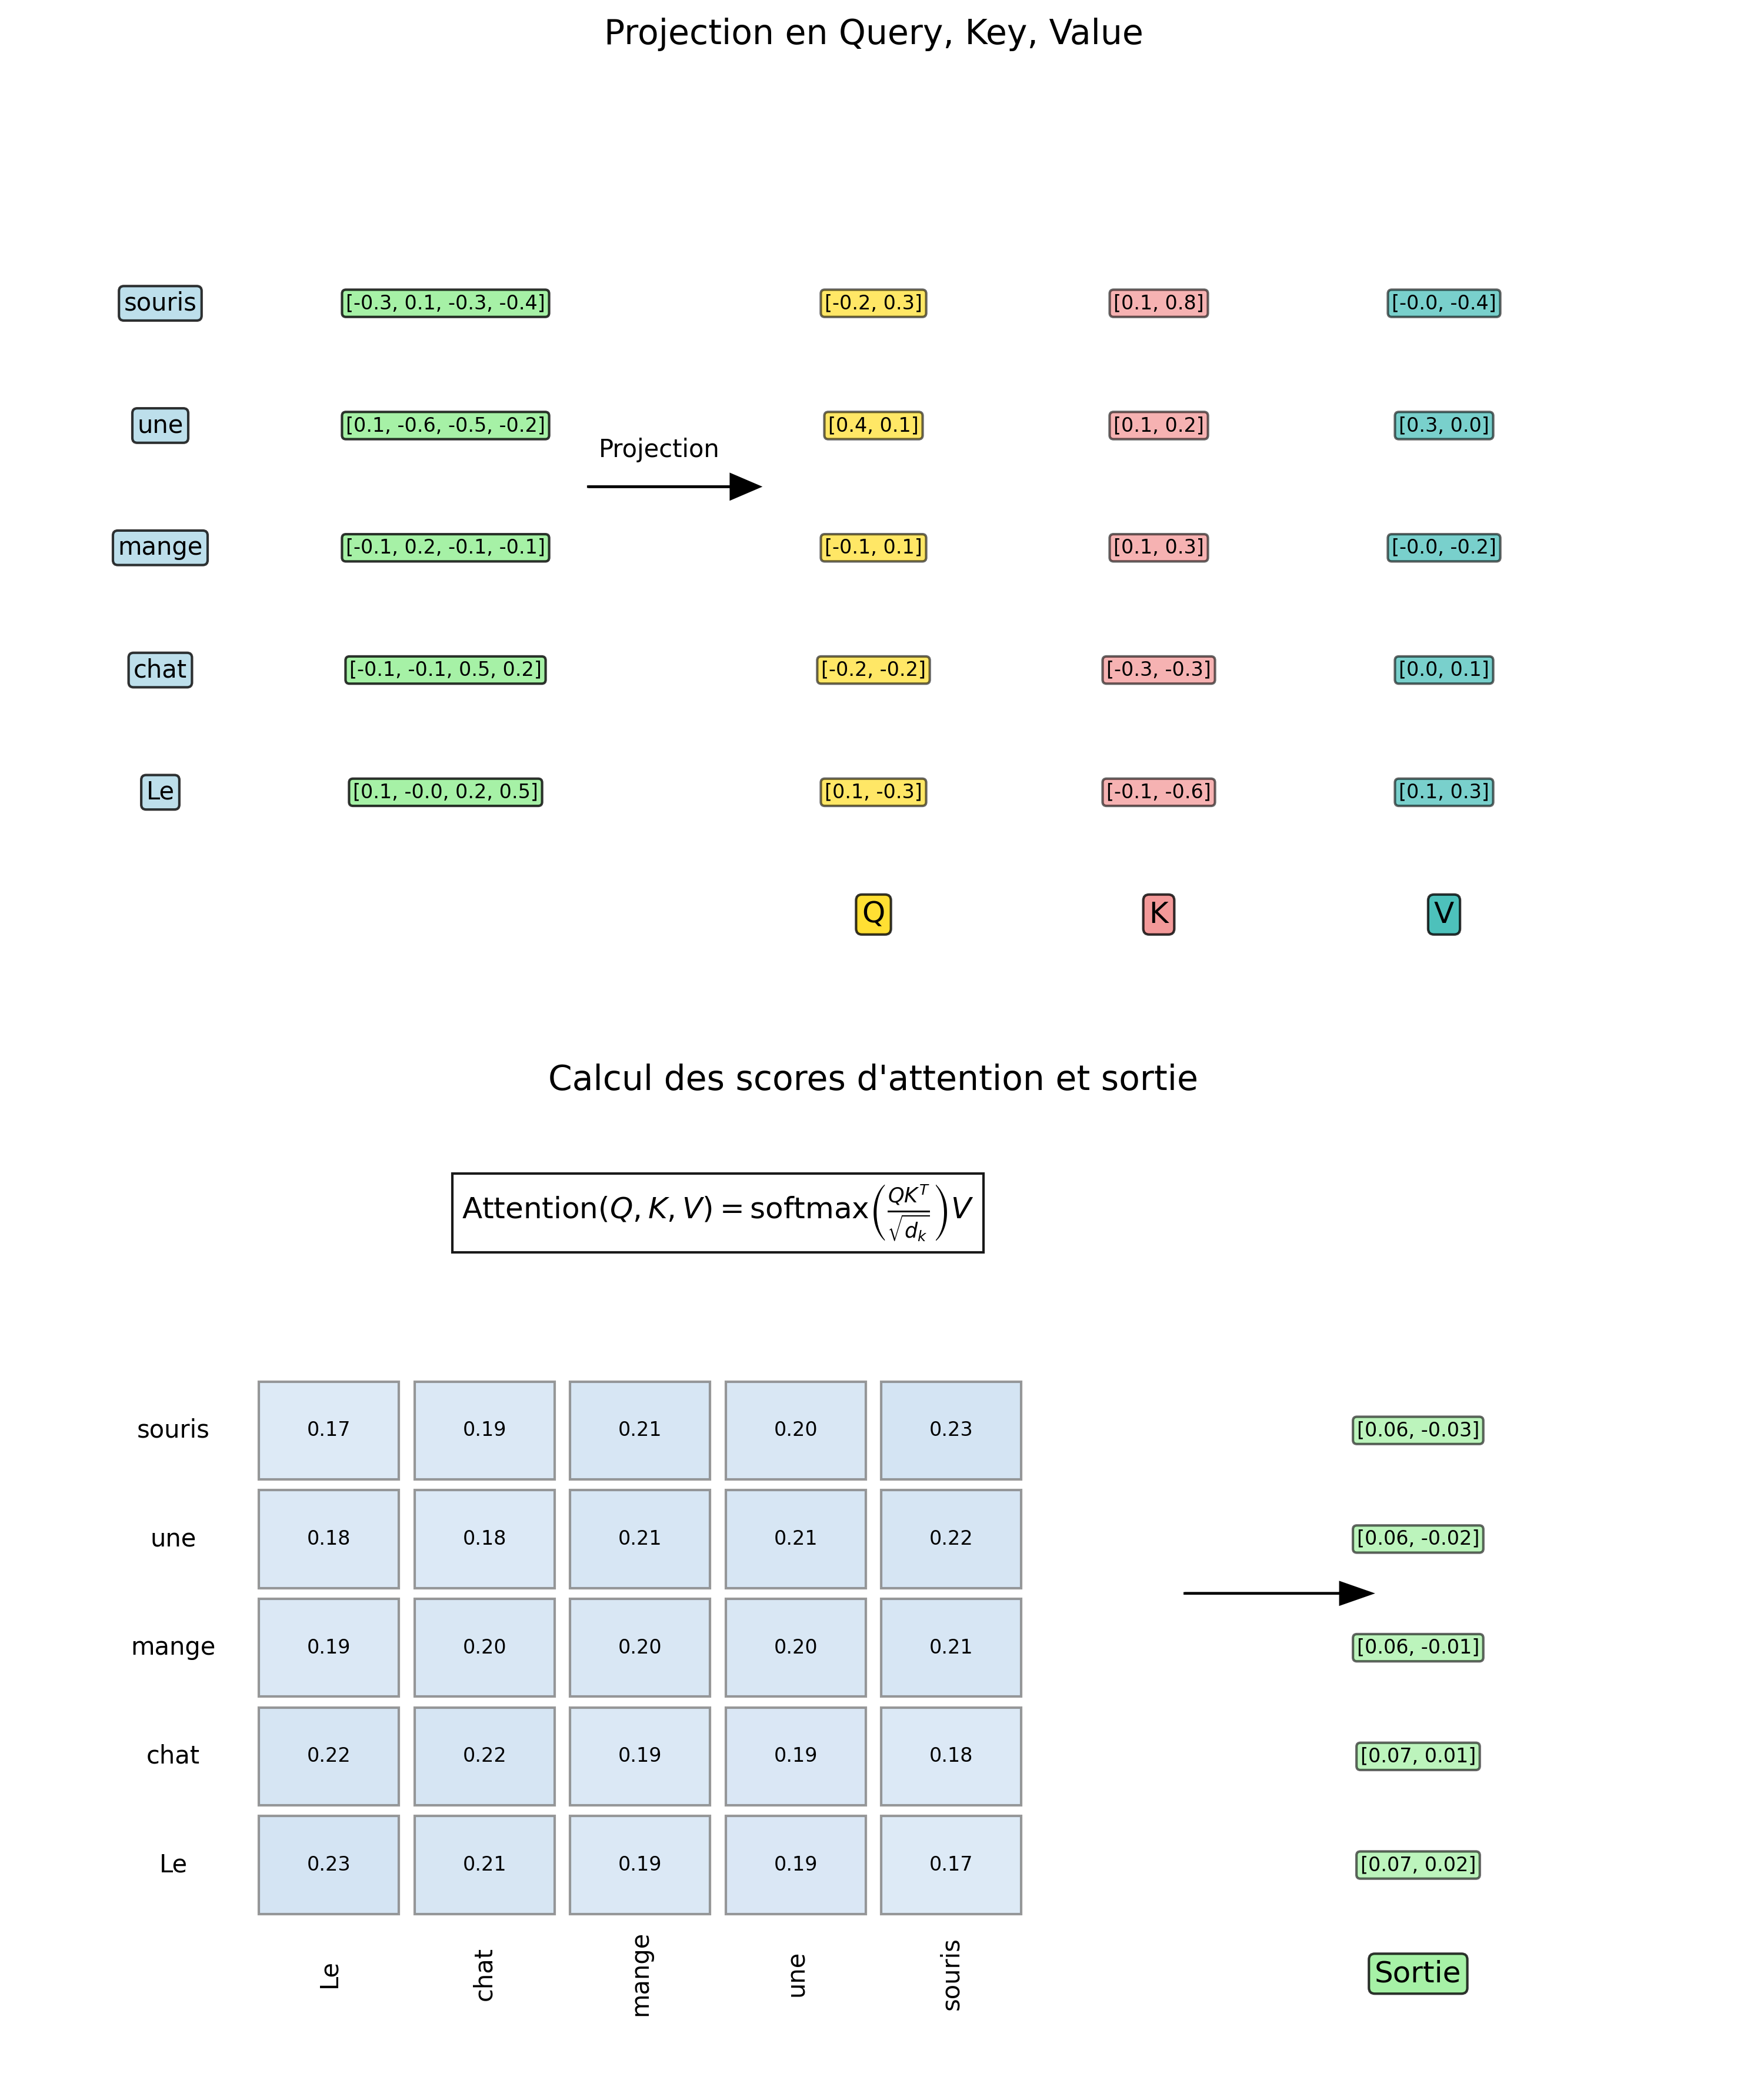 Projection en Query, Key, Value
souris [-0.3, 0.1, -0.3, -0.4] [-0.2, 0.3] [0.1, 0.8] [-0.0, -0.4]
une [0.1, -0.6, -0.5, -0.2] [0.4, 0.1] [0.1, 0.2] [0.3, 0.0]
Projection
mange [-0.1, 0.2, -0.1, -0.1] [-0.1, 0.1] [0.1, 0.3] [-0.0, -0.2]
chat [-0.1, -0.1, 0.5, 0.2] [-0.2, -0.2] [-0.3, -0.3] [0.0, 0.1]
Le [0.1, -0.0, 0.2, 0.5] [0.1, -0.3] [-0.1, -0.6] [0.1, 0.3]
Q K V
Calcul des scores d'attention et sortie
Attention(Q, K, V) = softmax(QK^T / √d_k)V
souris 0.17 0.19 0.21 0.20 0.23 [0.06, -0.03]
une 0.18 0.18 0.21 0.21 0.22 [0.06, -0.02]
mange 0.19 0.20 0.20 0.20 0.21 [0.06, -0.01]
chat 0.22 0.22 0.19 0.19 0.18 [0.07, 0.01]
Le 0.23 0.21 0.19 0.19 0.17 [0.07, 0.02]
Le chat mange une souris Sortie